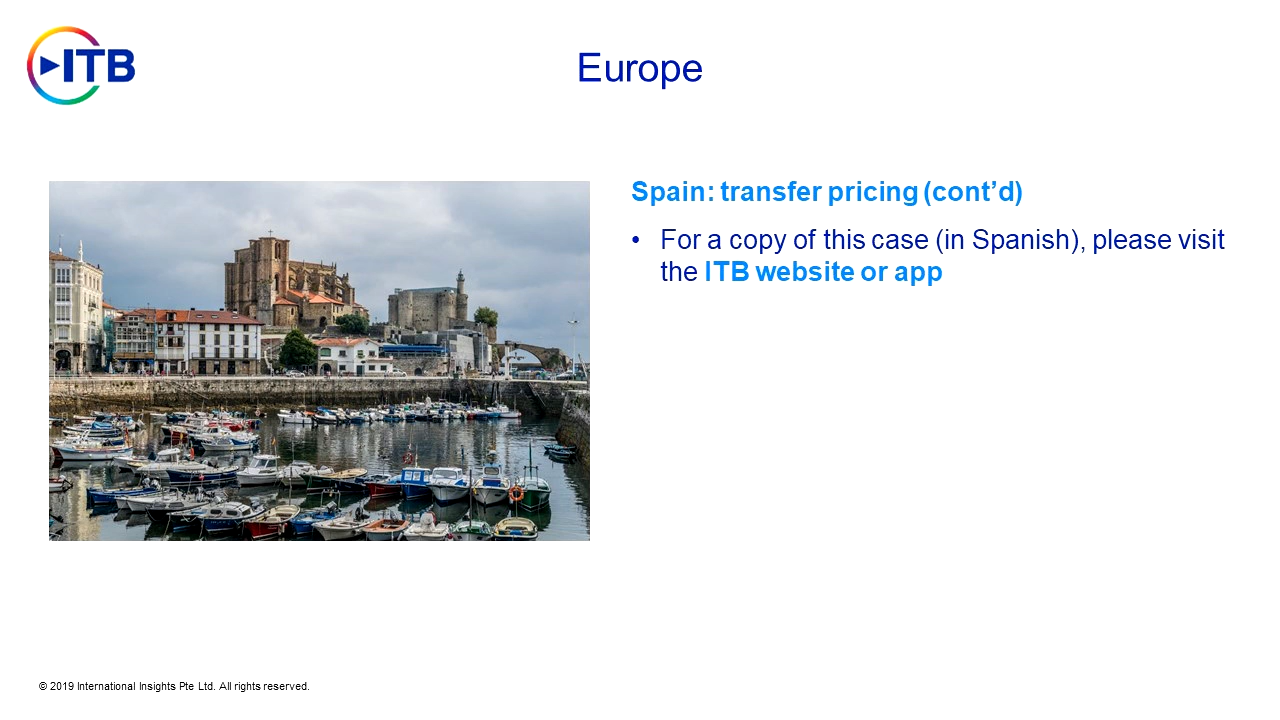 ITB
Europe
Spain: transfer pricing (cont’d)
• For a copy of this case (in Spanish), please visit
the ITB website or app
© 2019 International Insights Pte Ltd. All rights reserved.